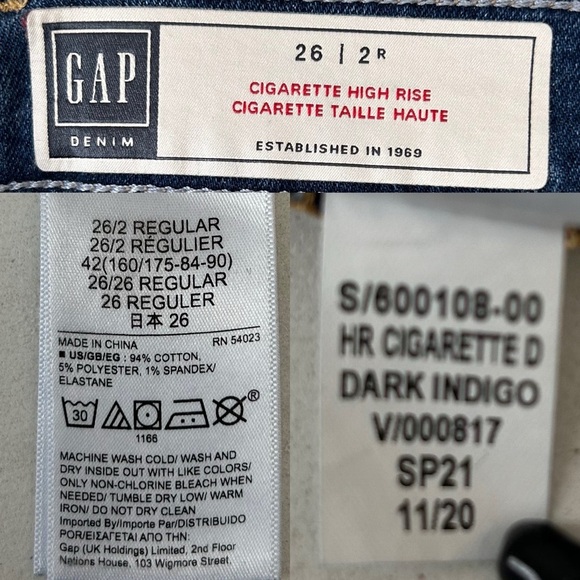 GAP
DENIM
26 | 2 R
CIGARETTE HIGH RISE
CIGARETTE TAILLE HAUTE
ESTABLISHED IN 1969
26/2 REGULAR
26/2 RÉGULIER
42(160/175-84-90)
26/26 REGULAR
26 REGULER
日本 26
MADE IN CHINA RN 54023
■ US/GB/EG : 94% COTTON,
5% POLYESTER, 1% SPANDEX/
ELASTANE
30
®
1166
MACHINE WASH COLD/ WASH AND
DRY INSIDE OUT WITH LIKE COLORS/
ONLY NON-CHLORINE BLEACH WHEN
NEEDED/ TUMBLE DRY LOW/ WARM
IRON/ DO NOT DRY CLEAN
Imported By/Importe Par/DISTRIBUIDO
POR/ΕΙΣΑΓΕΤΑΙ ΑΠΟ
Gap (UK Holdings) Limited, 2nd Floor
Nations House, 103 Wigmore Street,
S/600108-00
HR CIGARETTE D
DARK INDIGO
V/000817
SP21
11/20